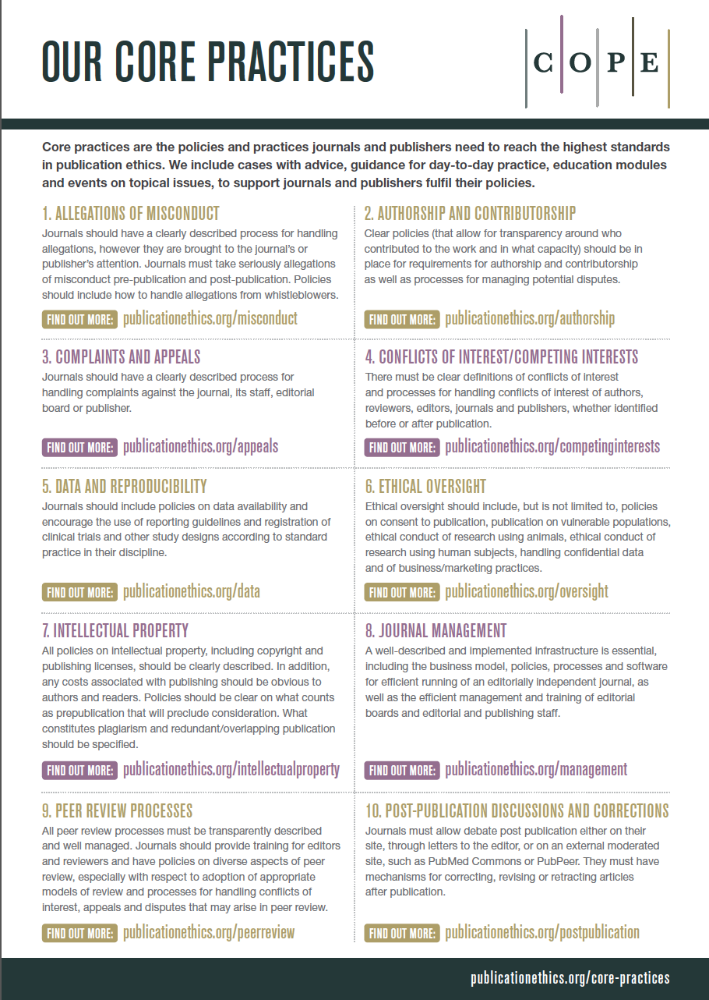 OUR CORE PRACTICES
C O P E
Core practices are the policies and practices journals and publishers need to reach the highest standards
in publication ethics. We include cases with advice, guidance for day-to-day practice, education modules
and events on topical issues, to support journals and publishers fulfil their policies.
1. ALLEGATIONS OF MISCONDUCT
Journals should have a clearly described process for handling
allegations, however they are brought to the journal's or
publisher's attention. Journals must take seriously allegations
of misconduct pre-publication and post-publication. Policies
should include how to handle allegations from whistleblowers.
FIND OUT MORE: publicationethics.org/misconduct
2. AUTHORSHIP AND CONTRIBUTORSHIP
Clear policies (that allow for transparency around who
contributed to the work and in what capacity) should be in
place for requirements for authorship and contributorship
as well as processes for managing potential disputes.
FIND OUT MORE: publicationethics.org/authorship
3. COMPLAINTS AND APPEALS
Journals should have a clearly described process for
handling complaints against the journal, its staff, editorial
board or publisher.
FIND OUT MORE: publicationethics.org/appeals
4. CONFLICTS OF INTEREST/COMPETING INTERESTS
There must be clear definitions of conflicts of interest
and processes for handling conflicts of interest of authors,
reviewers, editors, journals and publishers, whether identified
before or after publication.
FIND OUT MORE: publicationethics.org/competinginterests
5. DATA AND REPRODUCIBILITY
Journals should include policies on data availability and
encourage the use of reporting guidelines and registration of
clinical trials and other study designs according to standard
practice in their discipline.
FIND OUT MORE: publicationethics.org/data
6. ETHICAL OVERSIGHT
Ethical oversight should include, but is not limited to, policies
on consent to publication, publication on vulnerable populations,
ethical conduct of research using animals, ethical conduct of
research using human subjects, handling confidential data
and of business/marketing practices.
FIND OUT MORE: publicationethics.org/oversight
7. INTELLECTUAL PROPERTY
All policies on intellectual property, including copyright and
publishing licenses, should be clearly described. In addition,
any costs associated with publishing should be obvious to
authors and readers. Policies should be clear on what counts
as prepublication that will preclude consideration. What
constitutes plagiarism and redundant/overlapping publication
should be specified.
FIND OUT MORE: publicationethics.org/intellectualproperty
8. JOURNAL MANAGEMENT
A well-described and implemented infrastructure is essential,
including the business model, policies, processes and software
for efficient running of an editorially independent journal, as
well as the efficient management and training of editorial
boards and editorial and publishing staff.
FIND OUT MORE: publicationethics.org/management
9. PEER REVIEW PROCESSES
All peer review processes must be transparently described
and well managed. Journals should provide training for editors
and reviewers and have policies on diverse aspects of peer
review, especially with respect to adoption of appropriate
models of review and processes for handling conflicts of
interest, appeals and disputes that may arise in peer review.
FIND OUT MORE: publicationethics.org/peerreview
10. POST-PUBLICATION DISCUSSIONS AND CORRECTIONS
Journals must allow debate post publication either on their
site, through letters to the editor, or on an external moderated
site, such as PubMed Commons or PubPeer. They must have
mechanisms for correcting, revising or retracting articles
after publication.
FIND OUT MORE: publicationethics.org/postpublication
publicationethics.org/core-practices